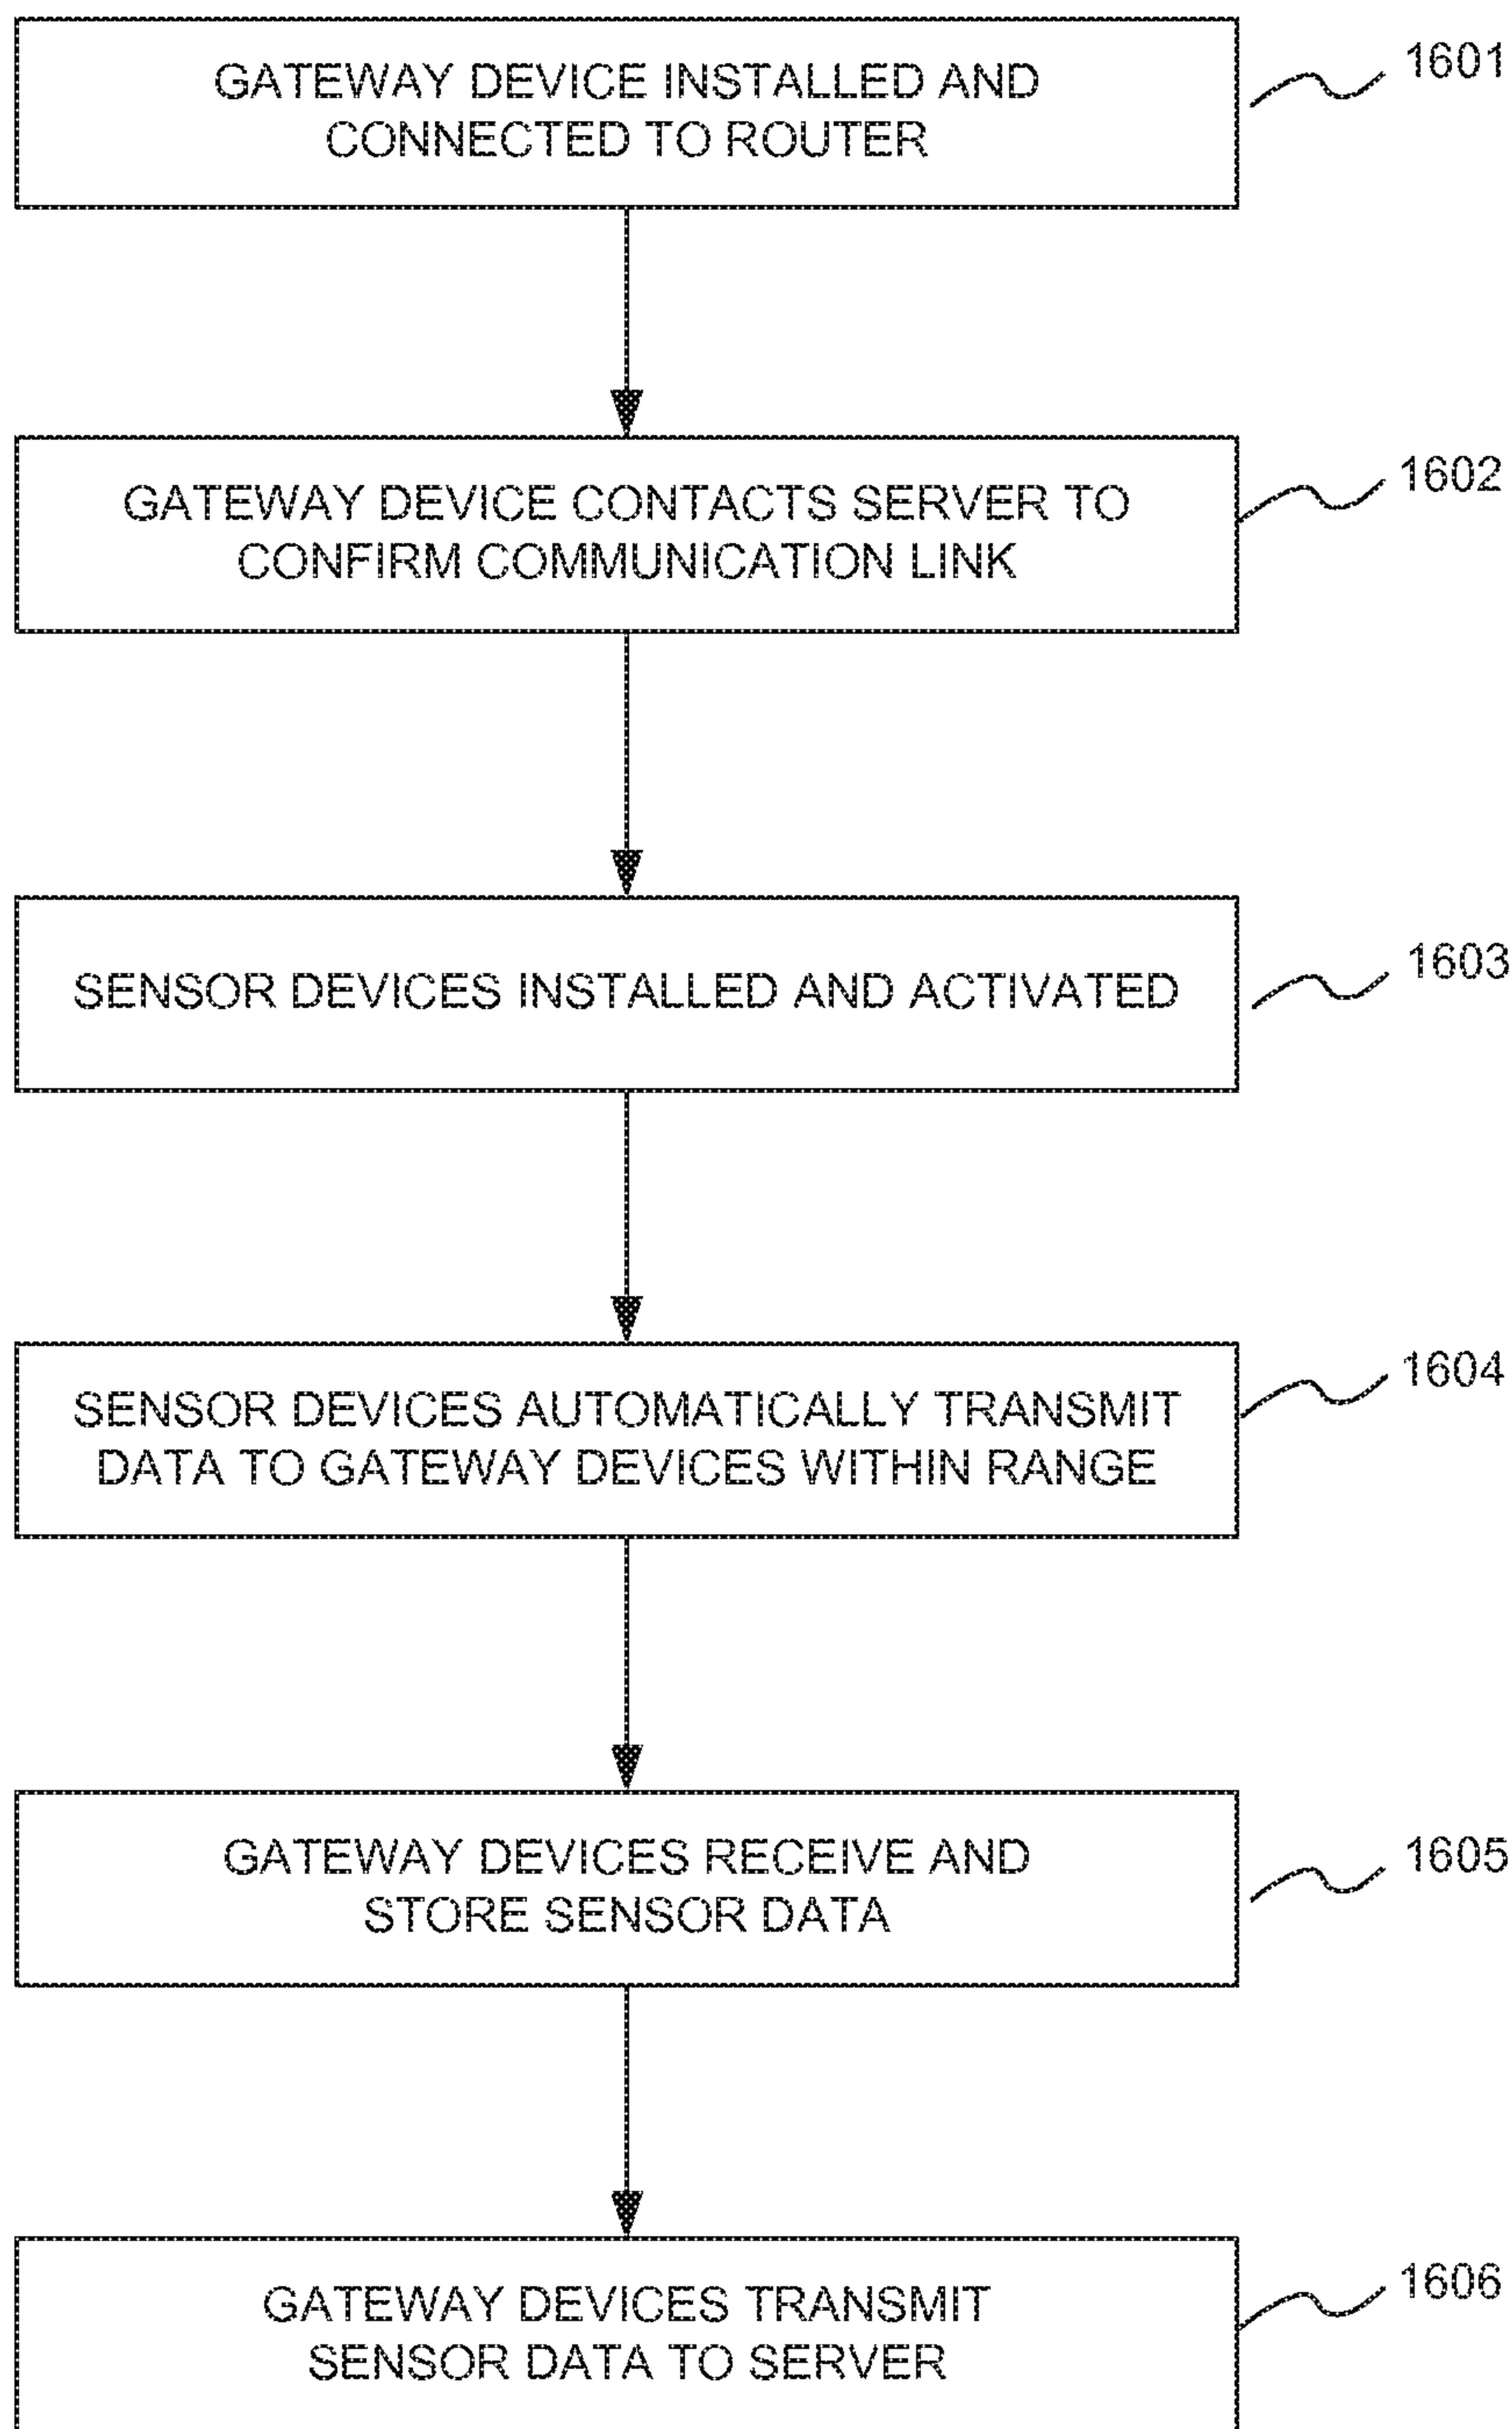 GATEWAY DEVICE INSTALLED AND
CONNECTED TO ROUTER
1601
GATEWAY DEVICE CONTACTS SERVER TO
CONFIRM COMMUNICATION LINK
1602
SENSOR DEVICES INSTALLED AND ACTIVATED
1603
SENSOR DEVICES AUTOMATICALLY TRANSMIT
DATA TO GATEWAY DEVICES WITHIN RANGE
1604
GATEWAY DEVICES RECEIVE AND
STORE SENSOR DATA
1605
GATEWAY DEVICES TRANSMIT
SENSOR DATA TO SERVER
1606